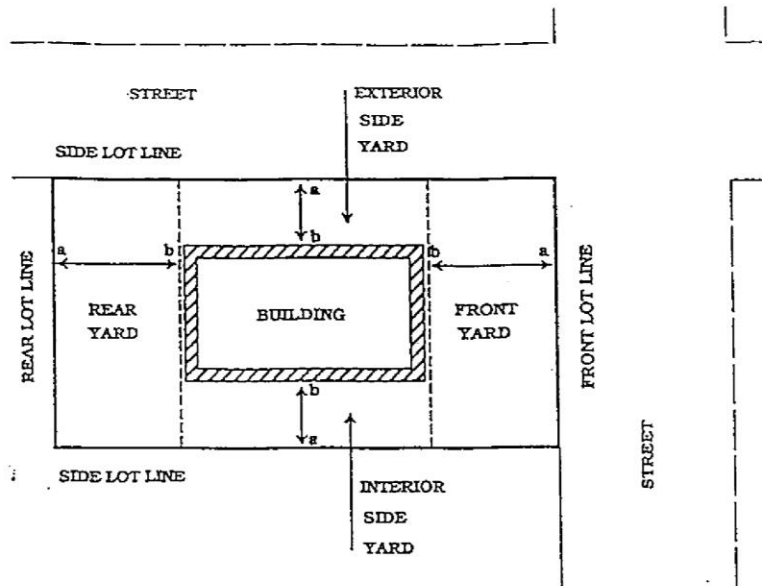 STREET
EXTERIOR
SIDE
YARD
SIDE LOT LINE
a
b
a
b
b
a
REAR LOT LINE
REAR
YARD
BUILDING
FRONT
YARD
FRONT LOT LINE
b
a
SIDE LOT LINE
INTERIOR
SIDE
YARD
STREET